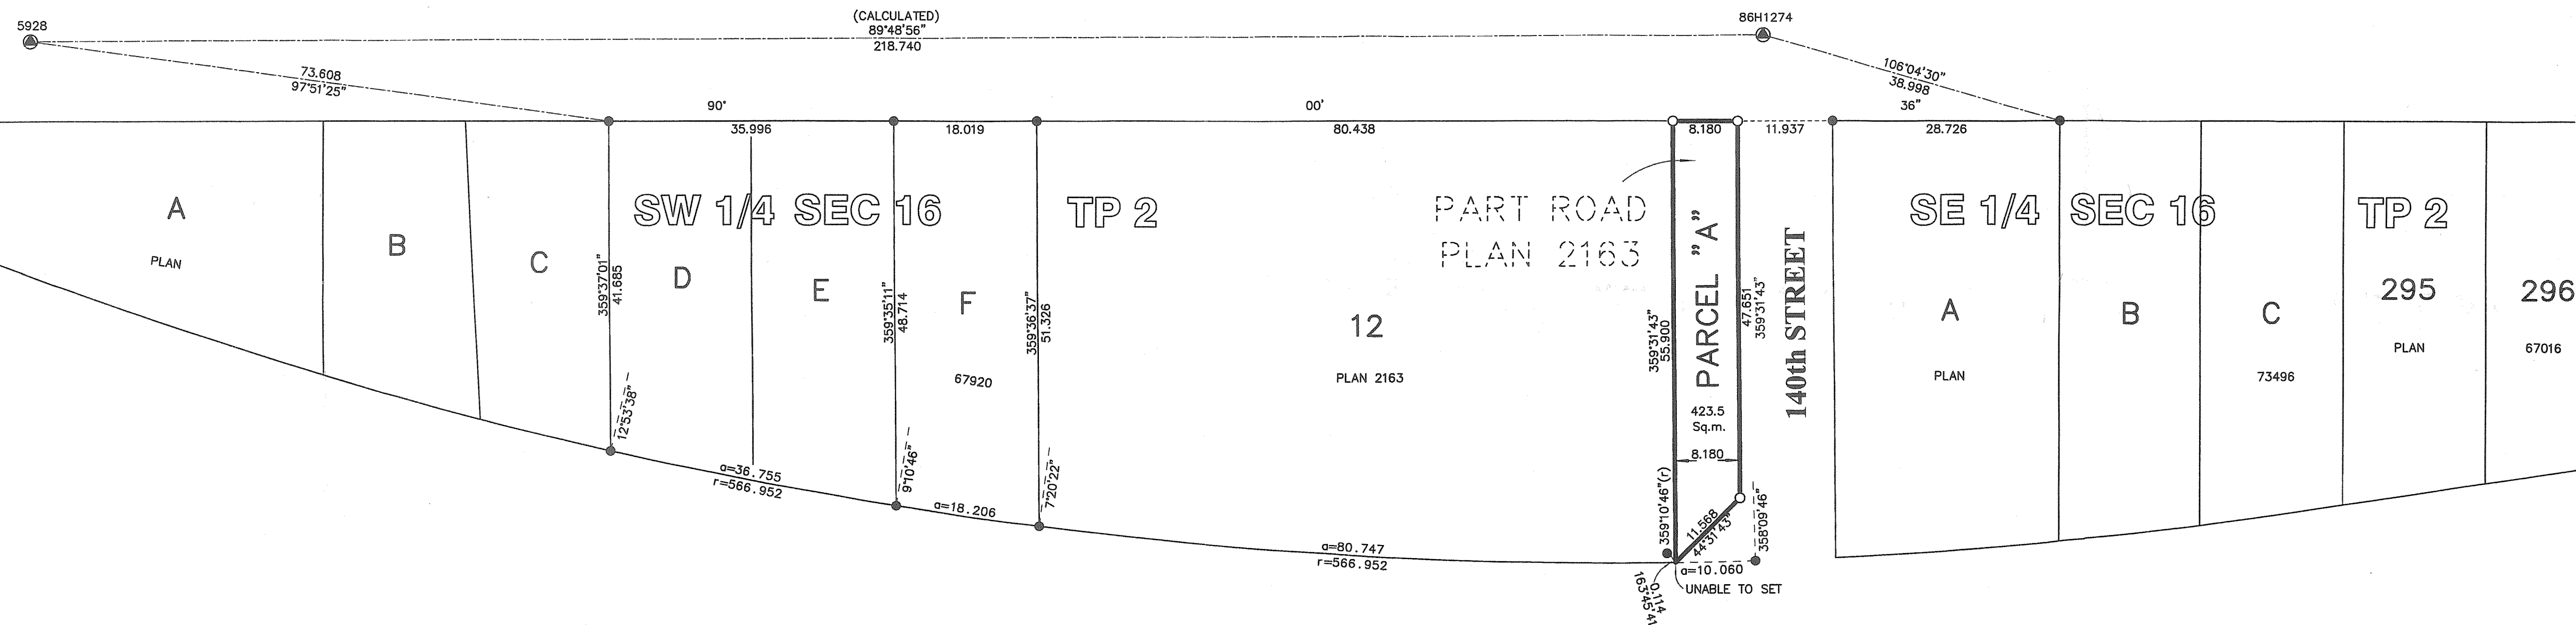 5928
(CALCULATED)
89°48'56"
218.740
86H1274
73.608
97°51'25"
106°04'30"
38.998
90°
00'
36"
35.996
18.019
80.438
8.180
11.937
28.726
A
PLAN
B
C
SW 1/4 SEC 16
TP 2
D
E
F
67920
359°37'01"
41.685
359°35'11"
48.714
359°36'37"
51.326
12°53'38"
9°10'46"
7°20'22"
a=36.755
r=566.952
a=18.206
12
PLAN 2163
a=80.747
r=566.952
PART ROAD
PLAN 2163
359°31'43"
55.900
PARCEL "A"
423.5
Sq.m.
8.180
47.651
359°31'43"
359°10'46"(r)
11.568
44°31'43"
358°09'46"
a=10.060
UNABLE TO SET
0.114
163°45'41
140th STREET
SE 1/4 SEC 16
TP 2
A
PLAN
B
C
73496
295
PLAN
296
67016